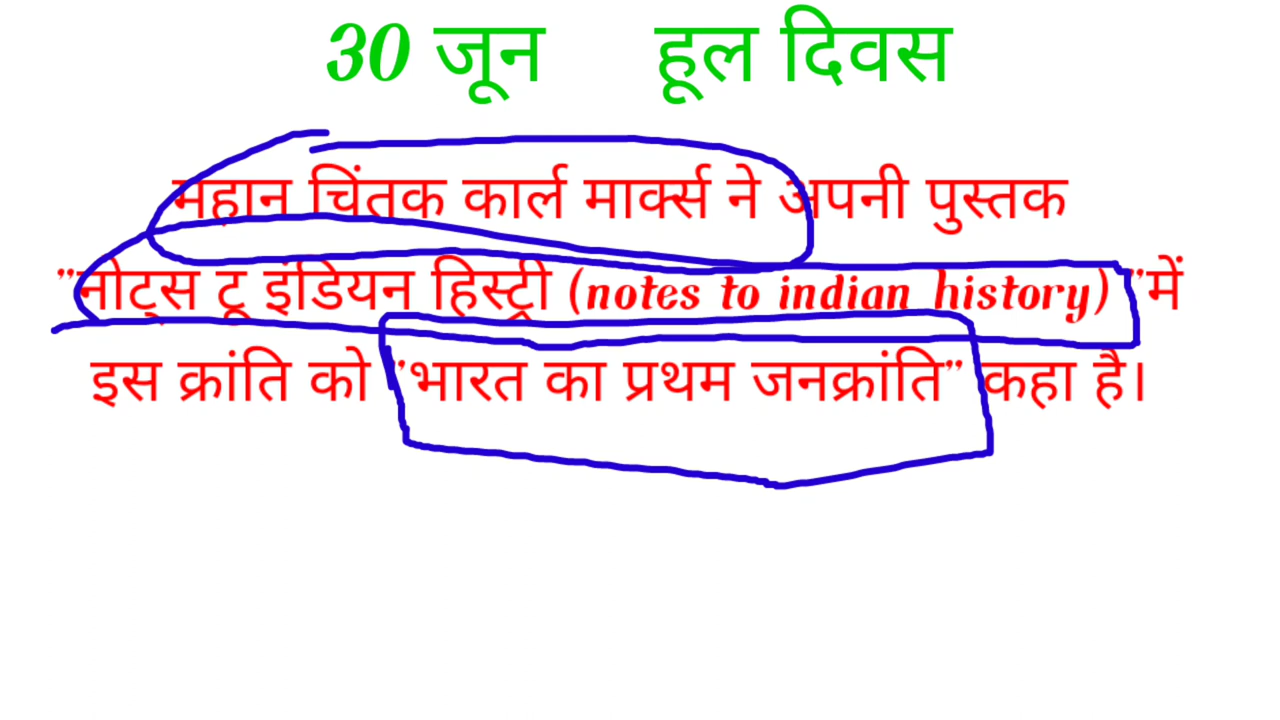 30 जून हूल दिवस
महान चिंतक कार्ल मार्क्स ने अपनी पुस्तक
"नोट्स टू इंडियन हिस्ट्री (notes to indian history) "में
इस क्रांति को "भारत का प्रथम जनक्रांति" कहा है।